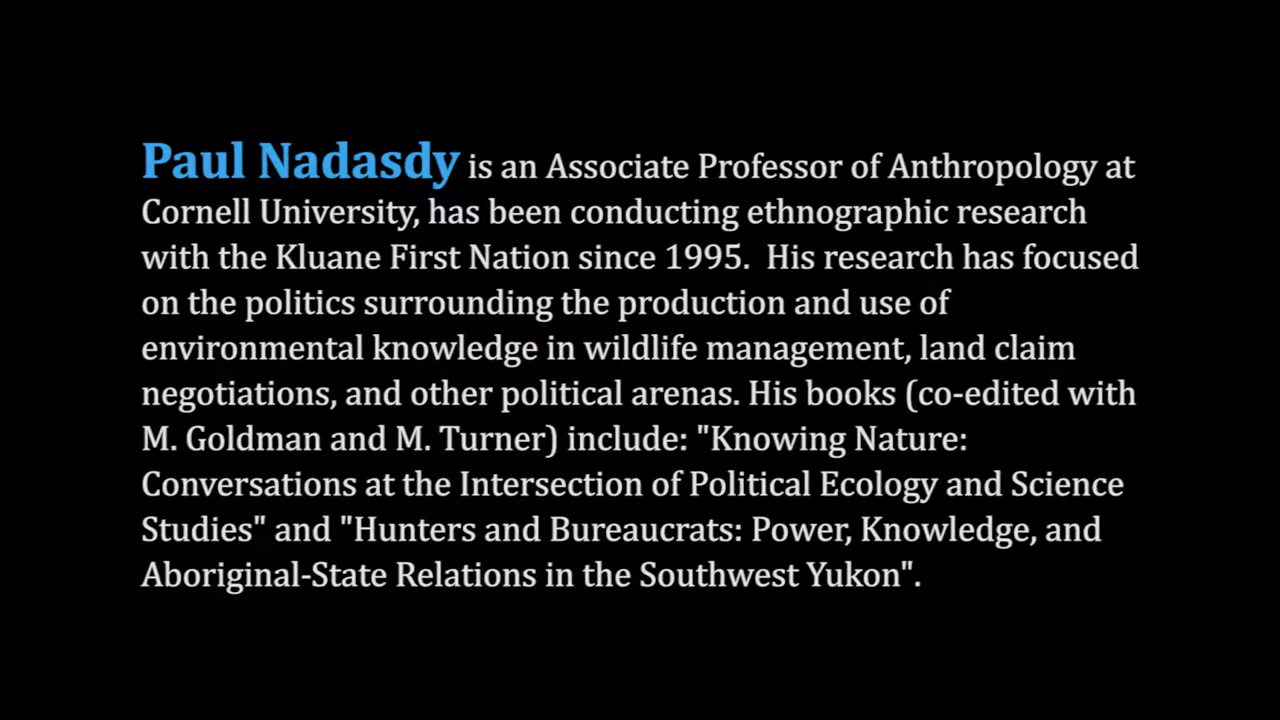 Paul Nadasdy is an Associate Professor of Anthropology at
Cornell University, has been conducting ethnographic research
with the Kluane First Nation since 1995.  His research has focused
on the politics surrounding the production and use of
environmental knowledge in wildlife management, land claim
negotiations, and other political arenas. His books (co-edited with
M. Goldman and M. Turner) include: "Knowing Nature:
Conversations at the Intersection of Political Ecology and Science
Studies" and "Hunters and Bureaucrats: Power, Knowledge, and
Aboriginal-State Relations in the Southwest Yukon".